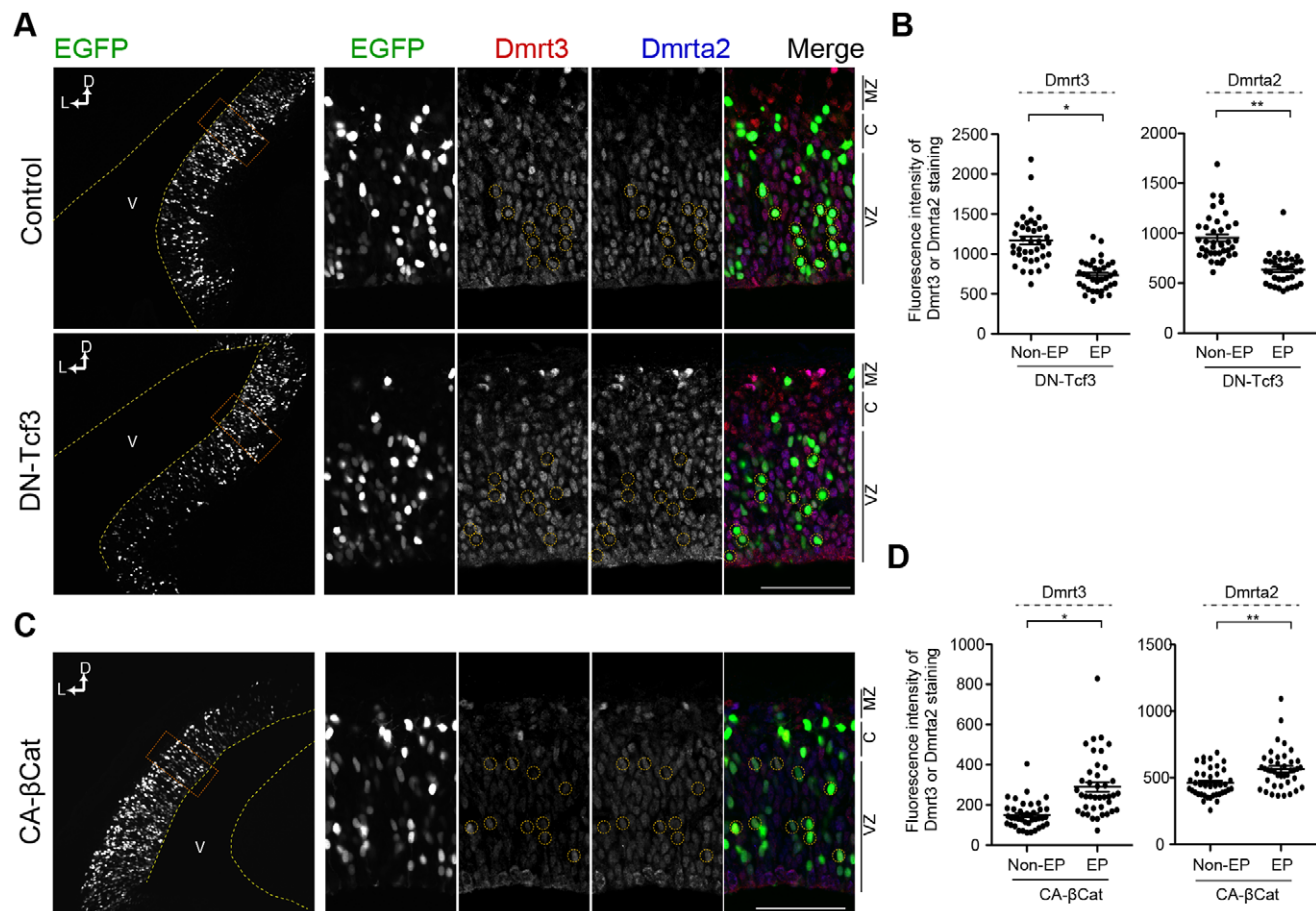 A
EGFP
EGFP
Dmrt3
Dmrta2
Merge
Control
D
L
V
MZ
C
VZ
DN-Tcf3
D
L
V
MZ
C
VZ
B
Dmrt3
Dmrta2
*
**
Fluorescence intensity of
Dmrt3 or Dmrta2 staining
2500
2000
1500
1000
500
0
2000
1500
1000
500
0
Non-EP
EP
Non-EP
EP
DN-Tcf3
DN-Tcf3
C
CA-βCat
D
L
V
MZ
C
VZ
D
Dmrt3
Dmrta2
*
**
Fluorescence intensity of
Dmrt3 or Dmrta2 staining
1000
800
600
400
200
0
1500
1000
500
0
Non-EP
EP
Non-EP
EP
CA-βCat
CA-βCat